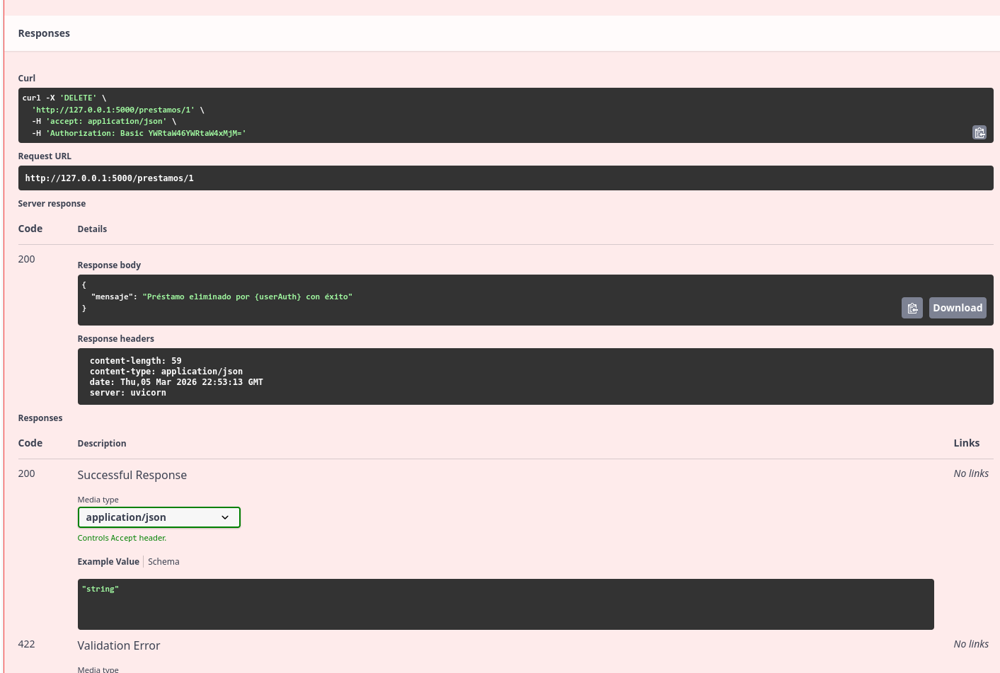 Responses
Curl
curl -X 'DELETE' \
'http://127.0.0.1:5000/prestamos/1' \
-H 'accept: application/json' \
-H 'Authorization: Basic YWRtaW46YWRtaW4xMjM='
Request URL
http://127.0.0.1:5000/prestamos/1
Server response
Code Details
200
Response body
{
"mensaje": "Préstamo eliminado por {userAuth} con éxito"
}
Download
Response headers
content-length: 59
content-type: application/json
date: Thu,05 Mar 2026 22:53:13 GMT
server: uvicorn
Responses
Code Description Links
200 Successful Response No links
Media type
application/json
Controls Accept header.
Example Value Schema
"string"
422 Validation Error No links
Media type